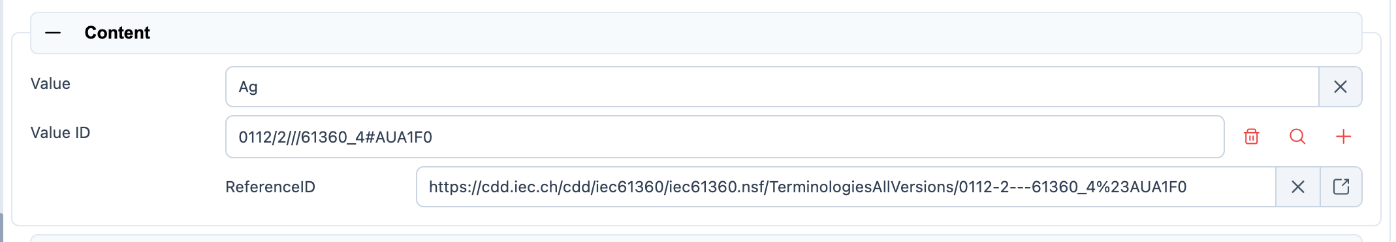 Content
Value
Ag
Value ID
0112/2///61360_4#AUA1F0
ReferenceID
https://cdd.iec.ch/cdd/iec61360/iec61360.nsf/TerminologiesAllVersions/0112-2---61360_4%23AUA1F0